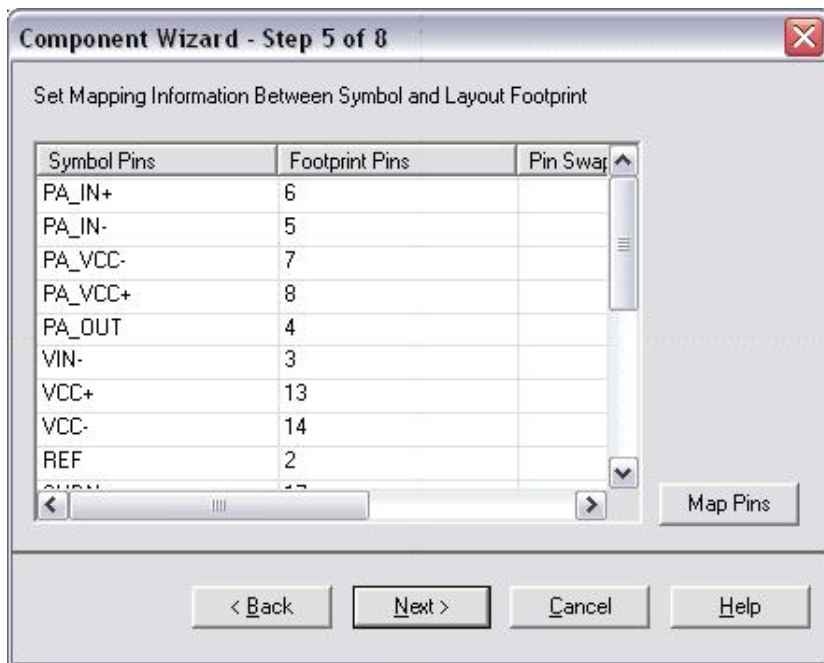 Component Wizard - Step 5 of 8
Set Mapping Information Between Symbol and Layout Footprint
Symbol Pins Footprint Pins Pin Swap
PA_IN+ 6
PA_IN- 5
PA_VCC- 7
PA_VCC+ 8
PA_OUT 4
VIN- 3
VCC+ 13
VCC- 14
REF 2
Map Pins
< Back Next > Cancel Help